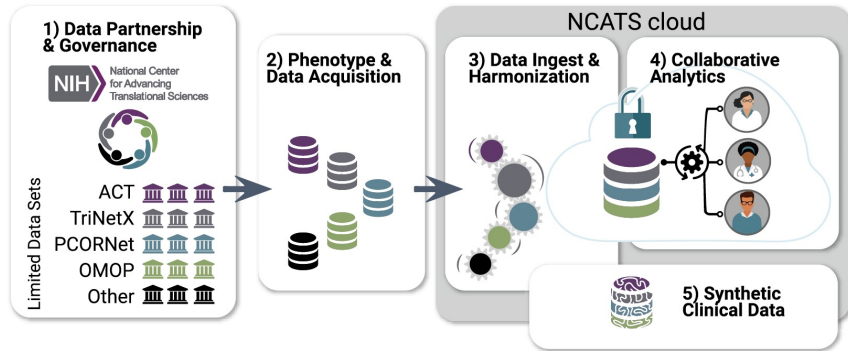 NCATS cloud
1) Data Partnership
& Governance
NIH
National Center
for Advancing
Translational Sciences
Limited Data Sets
ACT
TriNetX
PCORNet
OMOP
Other
2) Phenotype &
Data Acquisition
3) Data Ingest &
Harmonization
4) Collaborative
Analytics
5) Synthetic
Clinical Data